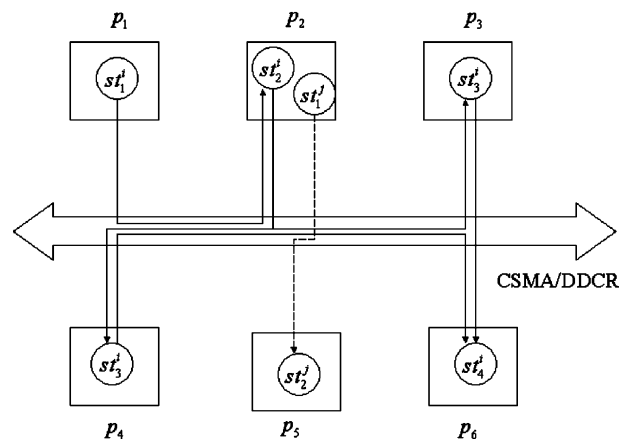 p₁ p₂ p₃
st₁ⁱ st₂ⁱ st₁ʲ st₃ⁱ
CSMA/DDCR
st₃ⁱ st₂ʲ st₄ⁱ
p₄ p₅ p₆